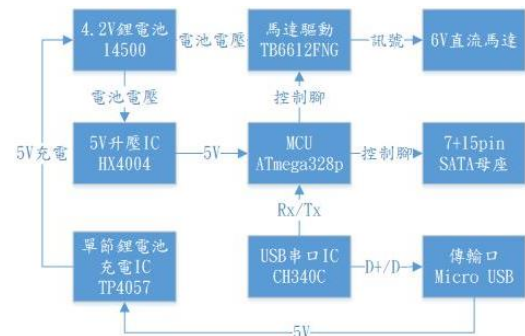 4.2V鋰電池
14500
電池電壓
馬達驅動
TB6612FNG
訊號
6V直流馬達
電池電壓
控制腳
5V充電
5V升壓IC
HX4004
5V
MCU
ATmega328p
控制腳
7+15pin
SATA母座
Rx/Tx
單節鋰電池
充電IC
TP4057
USB串口IC
CH340C
D+/D
傳輸口
Micro USB
5V